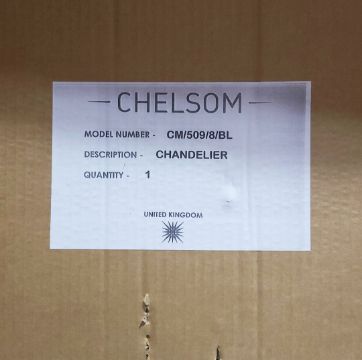 CHELSOM
MODEL NUMBER - CM/509/8/BL
DESCRIPTION - CHANDELIER
QUANTITY - 1
UNITED KINGDOM